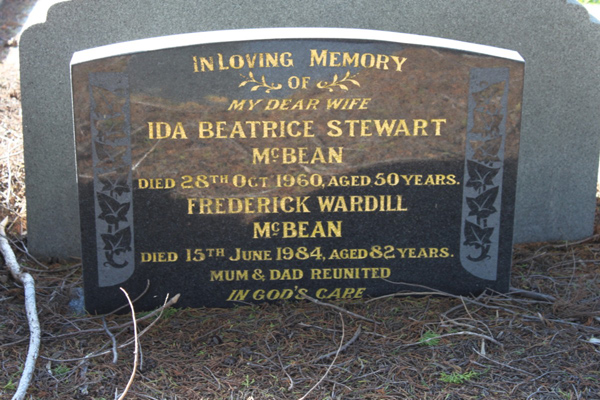 IN LOVING MEMORY
OF
MY DEAR WIFE
IDA BEATRICE STEWART
McBEAN
DIED 28TH OCT. 1960, AGED 50 YEARS.
FREDERICK WARDILL
McBEAN
DIED 15TH JUNE 1984, AGED 82 YEARS.
MUM & DAD REUNITED
IN GOD'S CARE